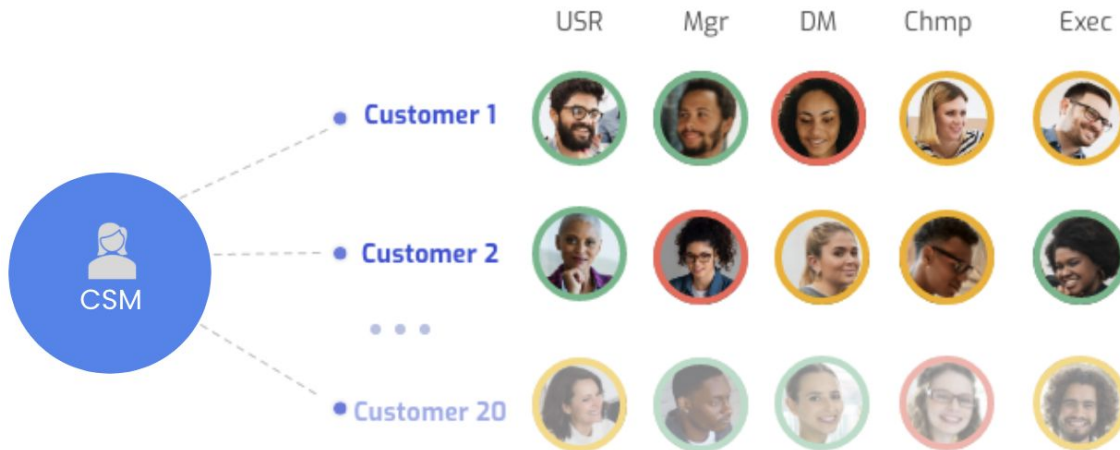 USR Mgr DM Chmp Exec
Customer 1
Customer 2
CSM
Customer 20